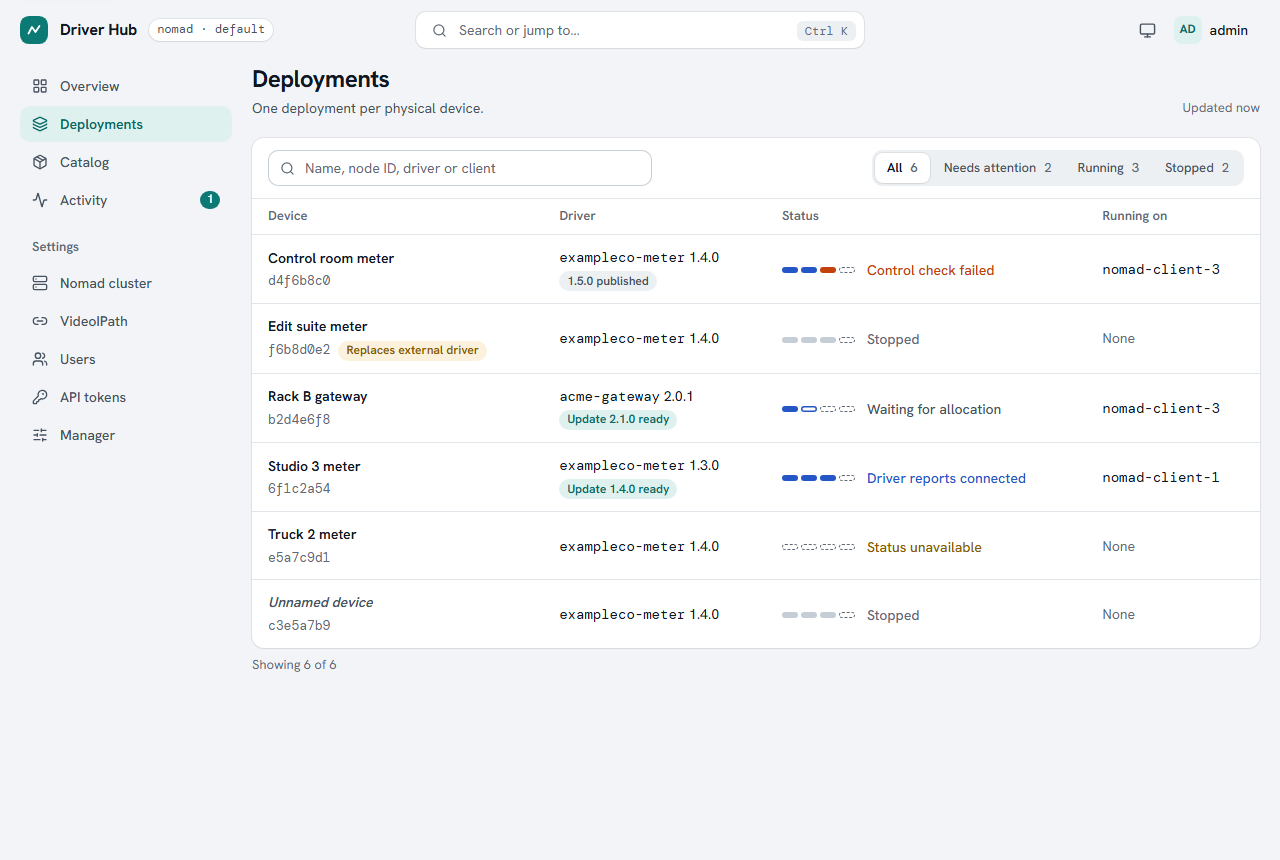 Driver Hub
nomad · default
Search or jump to...
Ctrl K
AD
admin
Overview
Deployments
Catalog
Activity
1
Settings
Nomad cluster
VideoIPath
Users
API tokens
Manager
Deployments
One deployment per physical device.
Updated now
Name, node ID, driver or client
All 6
Needs attention 2
Running 3
Stopped 2
Device
Driver
Status
Running on
Control room meter
d4f6b8c0
exampleco-meter 1.4.0
1.5.0 published
Control check failed
nomad-client-3
Edit suite meter
f6b8d0e2
Replaces external driver
exampleco-meter 1.4.0
Stopped
None
Rack B gateway
b2d4e6f8
acme-gateway 2.0.1
Update 2.1.0 ready
Waiting for allocation
nomad-client-3
Studio 3 meter
6f1c2a54
exampleco-meter 1.3.0
Update 1.4.0 ready
Driver reports connected
nomad-client-1
Truck 2 meter
e5a7c9d1
exampleco-meter 1.4.0
Status unavailable
None
Unnamed device
c3e5a7b9
exampleco-meter 1.4.0
Stopped
None
Showing 6 of 6